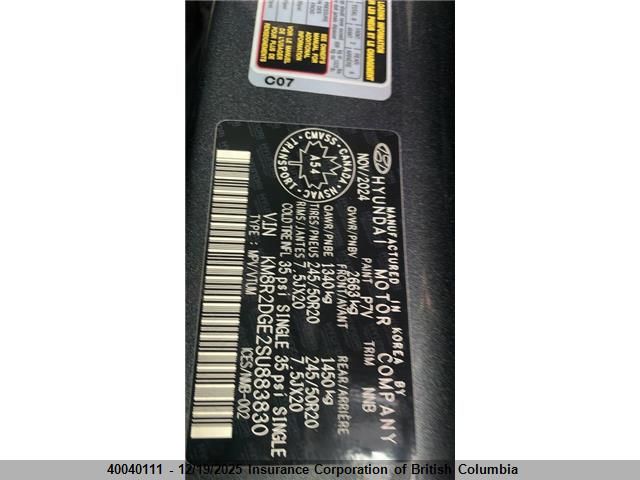 LOADING INFORMATION
C07
MANUFACTURED IN KOREA BY
HYUNDAI MOTOR COMPANY
NOV/2024 PAINT P7V TRIM NNB
GVWR/PNBV 2663kg
FRONT/AVANT REAR/ARRIÈRE
GAWR/PNBE 1340kg 1450kg
TIRES/PNEUS 245/50R20 245/50R20
RIMS/JANTES 7.5JX20 7.5JX20
COLD TIRE INFL 35 psi SINGLE 35 psi SINGLE
VIN KM8R2DGE2SU883830
TYPE : MPV/VTUM ICES/NMB-002
CMVSS · CANADA · NSVAC · TRANSPORT
A54
40040111 - 12/19/2025 Insurance Corporation of British Columbia